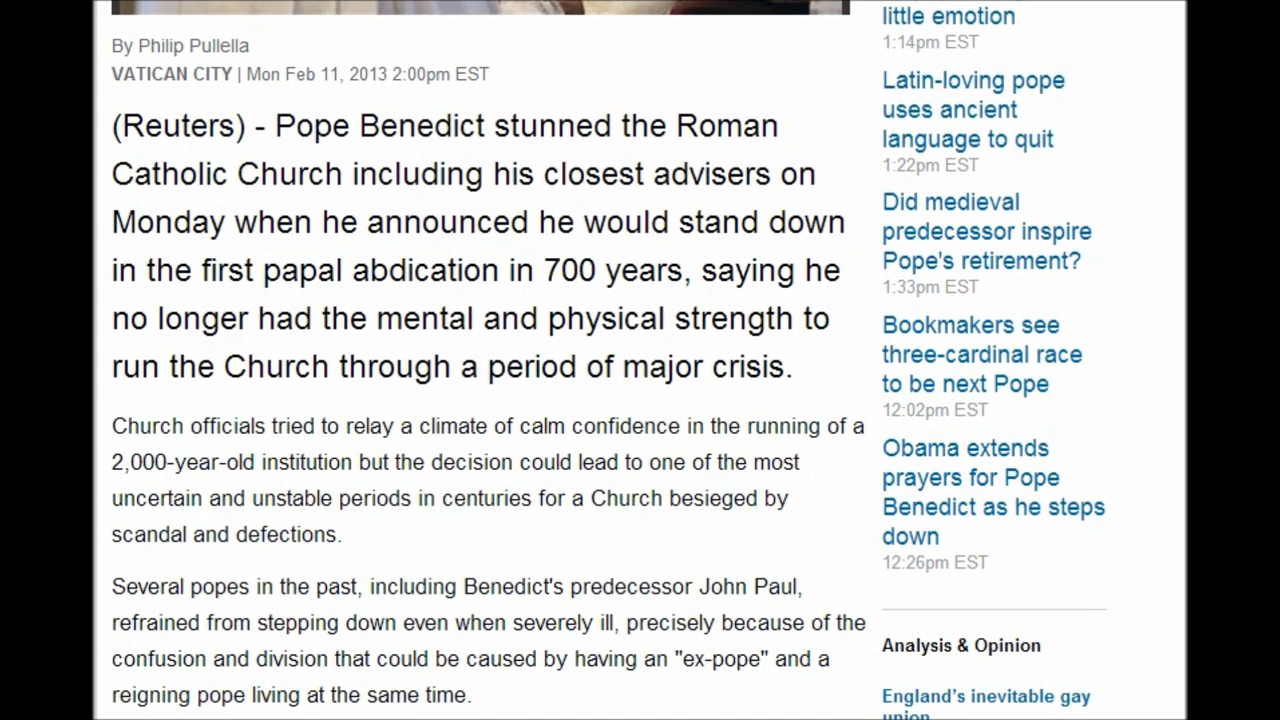 By Philip Pullella
VATICAN CITY | Mon Feb 11, 2013 2:00pm EST
(Reuters) - Pope Benedict stunned the Roman
Catholic Church including his closest advisers on
Monday when he announced he would stand down
in the first papal abdication in 700 years, saying he
no longer had the mental and physical strength to
run the Church through a period of major crisis.
Church officials tried to relay a climate of calm confidence in the running of a
2,000-year-old institution but the decision could lead to one of the most
uncertain and unstable periods in centuries for a Church besieged by
scandal and defections.
Several popes in the past, including Benedict's predecessor John Paul,
refrained from stepping down even when severely ill, precisely because of the
confusion and division that could be caused by having an "ex-pope" and a
reigning pope living at the same time.
little emotion
1:14pm EST
Latin-loving pope
uses ancient
language to quit
1:22pm EST
Did medieval
predecessor inspire
Pope's retirement?
1:33pm EST
Bookmakers see
three-cardinal race
to be next Pope
12:02pm EST
Obama extends
prayers for Pope
Benedict as he steps
down
12:26pm EST
Analysis & Opinion
England’s inevitable gay
union